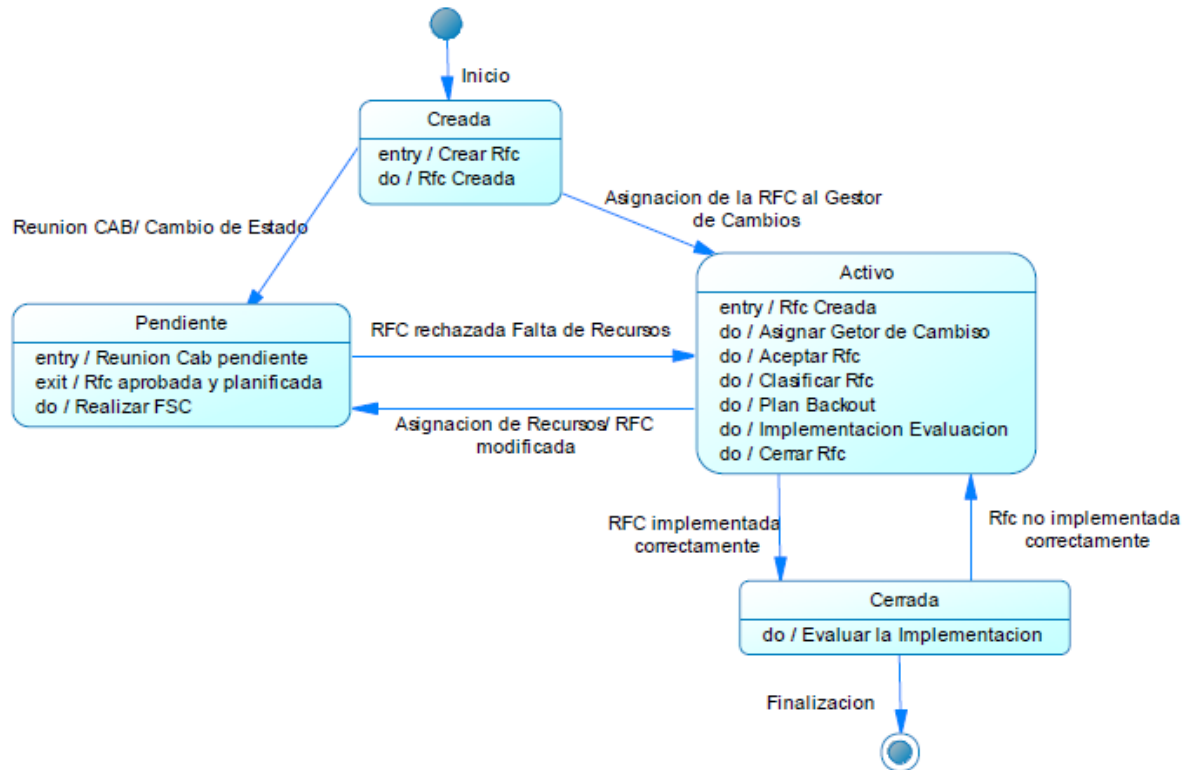 Inicio
Creada
entry / Crear Rfc
do / Rfc Creada
Asignacion de la RFC al Gestor
de Cambios
Reunion CAB/ Cambio de Estado
Activo
entry / Rfc Creada
do / Asignar Getor de Cambiso
do / Aceptar Rfc
do / Clasificar Rfc
do / Plan Backout
do / Implementacion Evaluacion
do / Cerrar Rfc
Pendiente
entry / Reunion Cab pendiente
exit / Rfc aprobada y planificada
do / Realizar FSC
RFC rechazada Falta de Recursos
Asignacion de Recursos/ RFC
modificada
RFC implementada
correctamente
Rfc no implementada
correctamente
Cerrada
do / Evaluar la Implementacion
Finalizacion